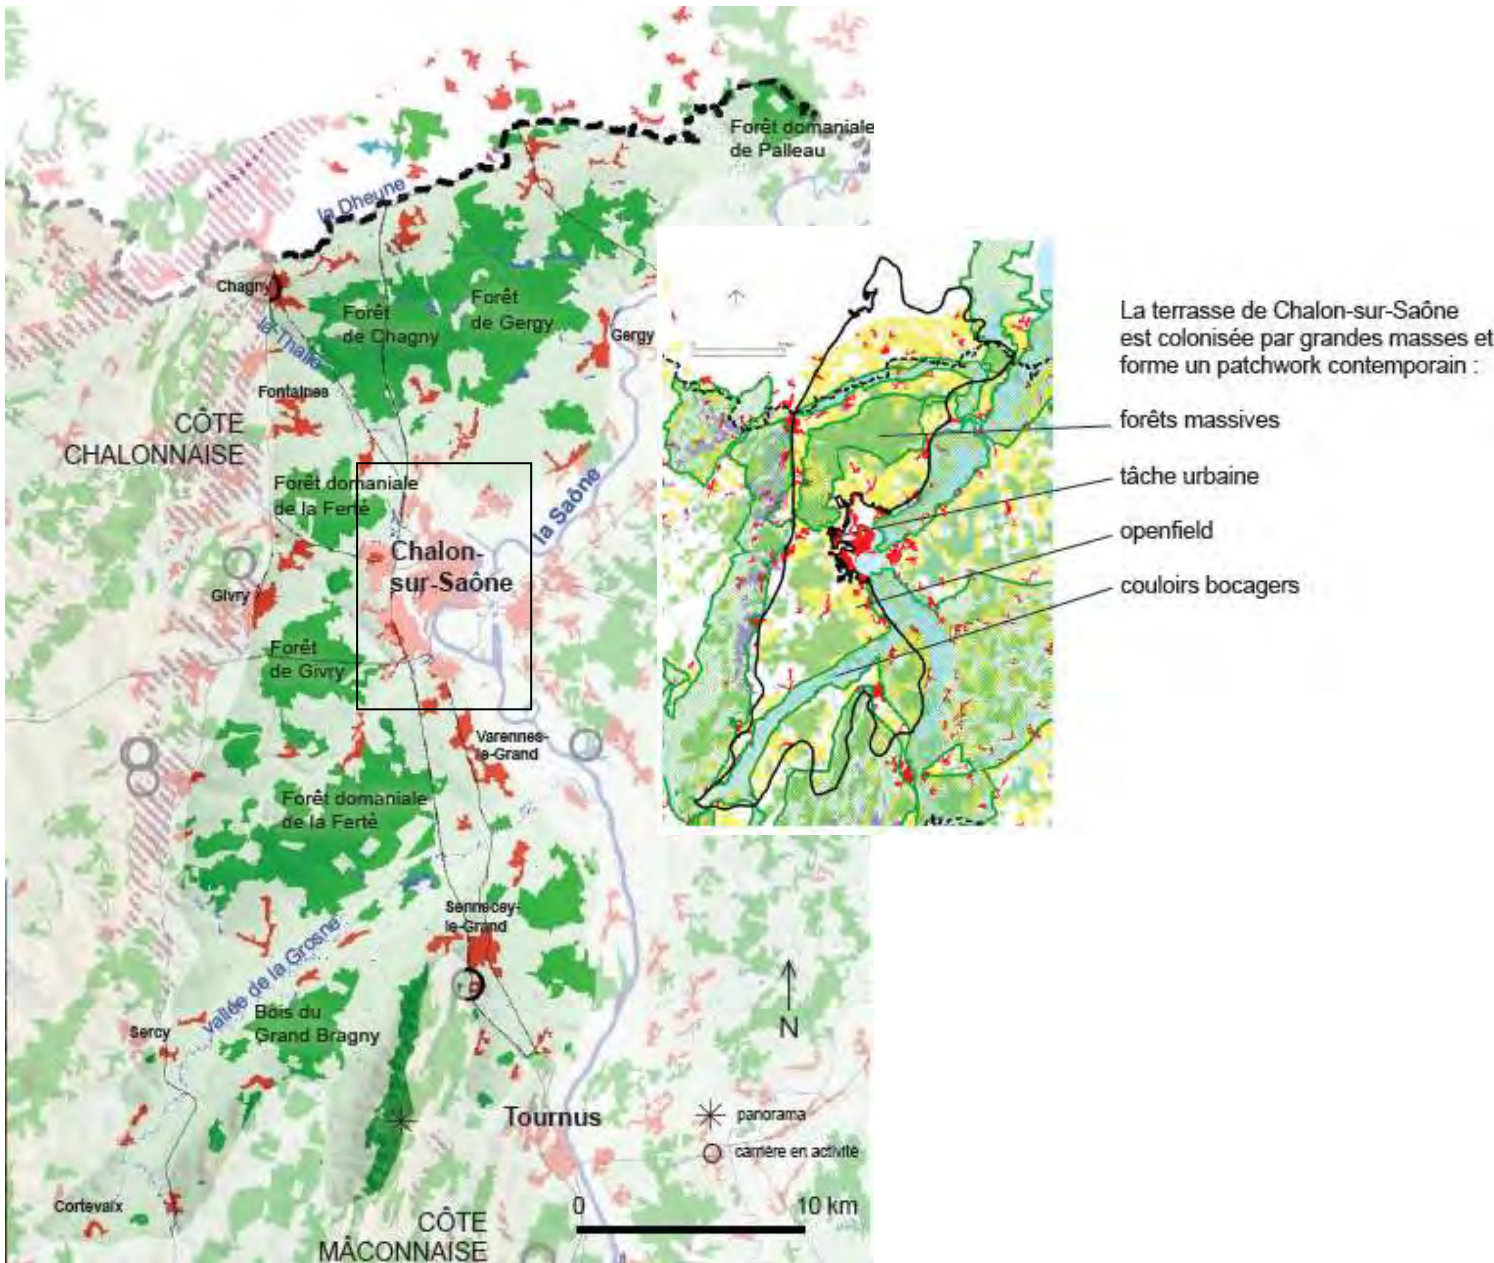 Forêt domaniale
de Palleau
la Dheune
Chagny
Forêt
de Chagny
Forêt
de Gergy
Gergy
la Thalie
Fontaines
CÔTE
CHALONNAISE
Forêt domaniale
de la Ferté
la Saône
Chalon-
sur-Saône
Givry
Forêt
de Givry
Varennes-
le-Grand
Forêt domaniale
de la Ferté
Sennecey-
le-Grand
vallée de la Grosne
Bois du
Grand Bragny
Sercy
N
Tournus
panorama
carrière en activité
Cortevaix
0 10 km
CÔTE
MÂCONNAISE
La terrasse de Chalon-sur-Saône
est colonisée par grandes masses et
forme un patchwork contemporain :
forêts massives
tâche urbaine
openfield
couloirs bocagers